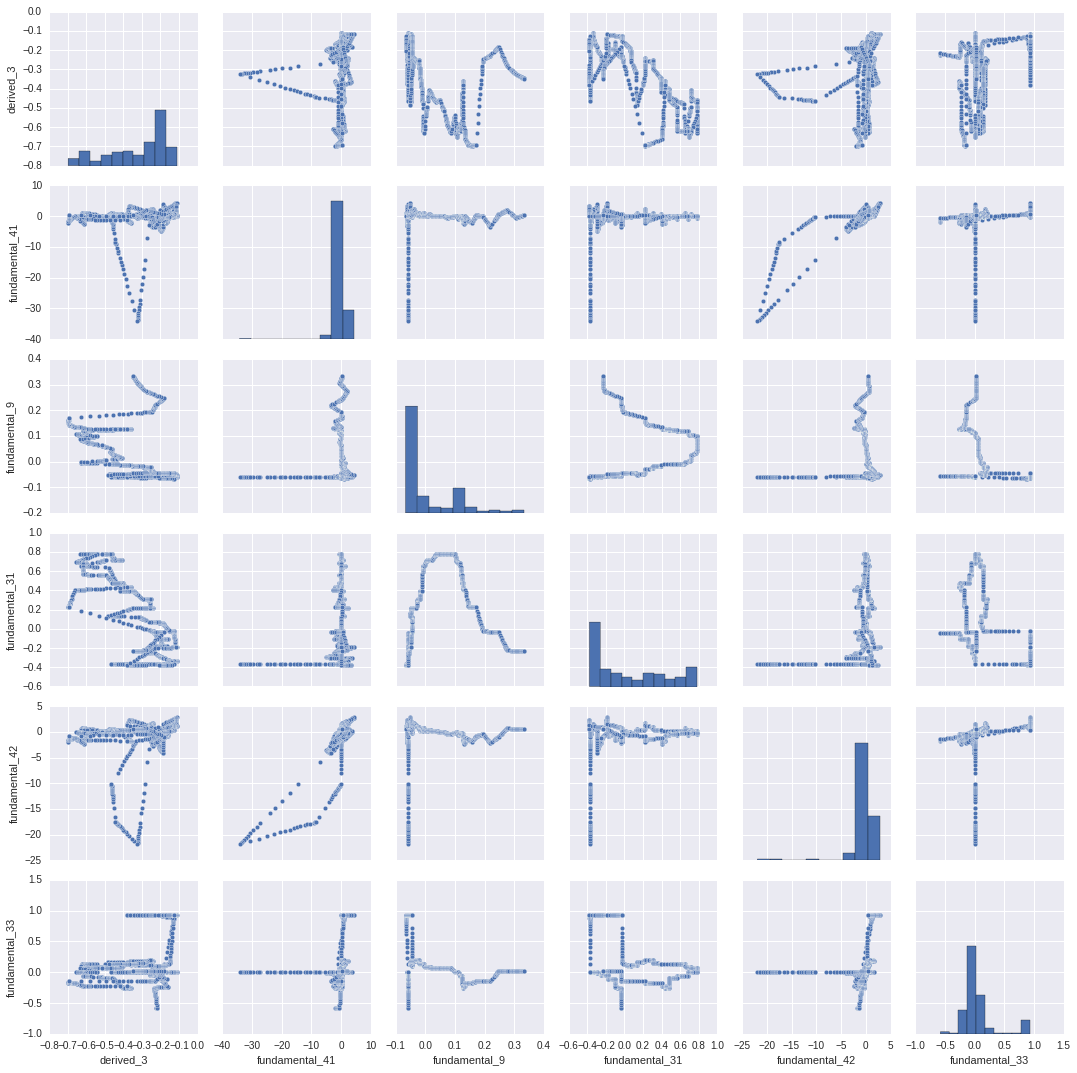 0.0
−0.1
−0.2
−0.3
−0.4
−0.5
−0.6
−0.7
−0.8
derived_3
10
0
−10
−20
−30
−40
fundamental_41
0.4
0.3
0.2
0.1
0.0
−0.1
−0.2
fundamental_9
1.0
0.8
0.6
0.4
0.2
0.0
−0.2
−0.4
−0.6
fundamental_31
5
0
−5
−10
−15
−20
−25
fundamental_42
1.5
1.0
0.5
0.0
−0.5
−1.0
fundamental_33
−0.8−0.7−0.6−0.5−0.4−0.3−0.2−0.1 0.0
derived_3
−40 −30 −20 −10 0 10
fundamental_41
−0.1 0.0 0.1 0.2 0.3 0.4
fundamental_9
−0.6−0.4−0.2 0.0 0.2 0.4 0.6 0.8 1.0
fundamental_31
−25 −20 −15 −10 −5 0 5
fundamental_42
−1.0 −0.5 0.0 0.5 1.0 1.5
fundamental_33